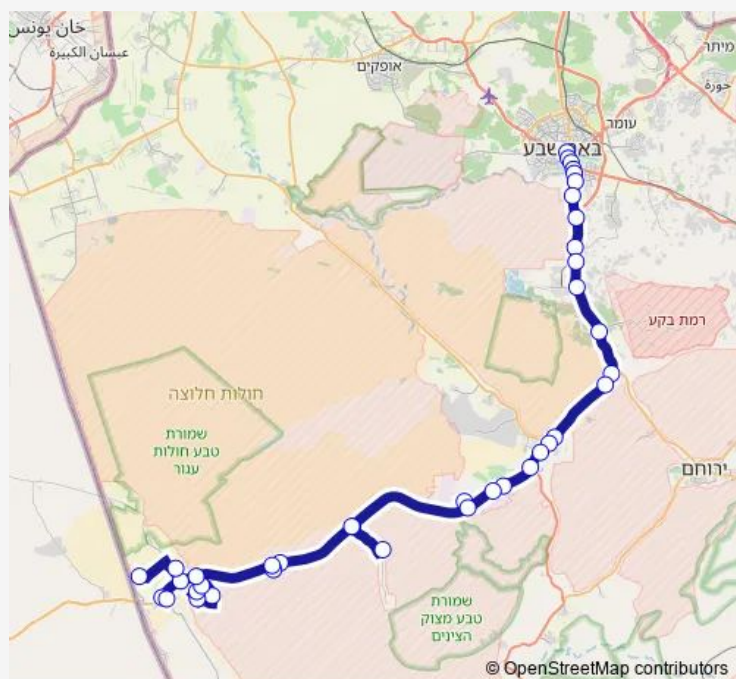 خان يونس
عبسان الكبيرة
אופקים
מיתר
חורה
עומר
באר שבע
רמת בקע
חולות חלוצה
שמורת
טבע חולות
עגור
ירוחם
שמורת
טבע מצוק
הצינים
© OpenStreetMap contributors